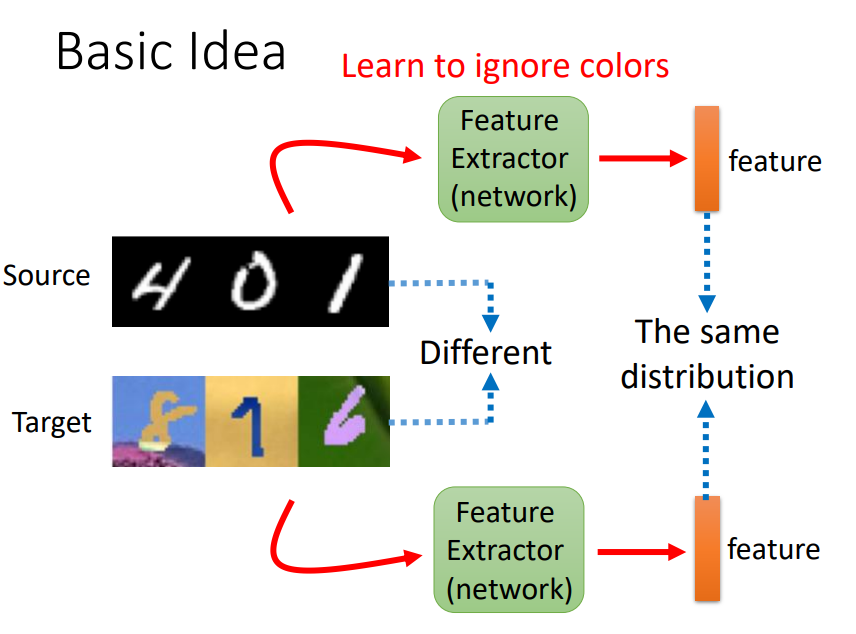 Basic Idea
Learn to ignore colors
Feature
Extractor
(network)
feature
Source
4 0 1
Different
The same
distribution
Target
8 1 6
Feature
Extractor
(network)
feature